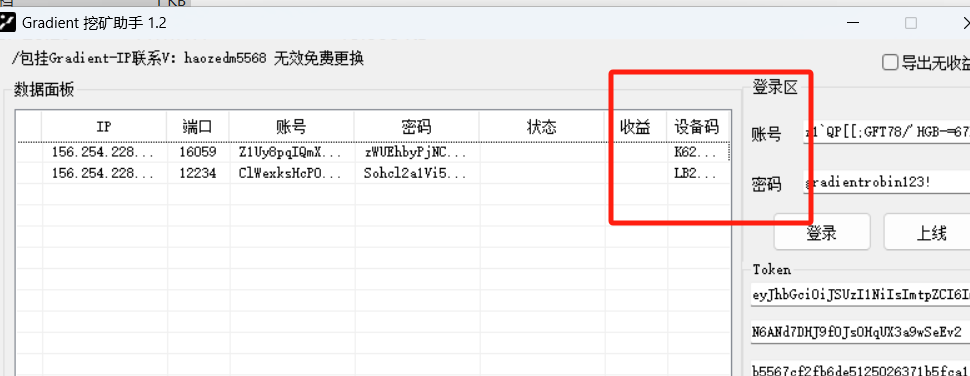 1 KB
Gradient 挖矿助手 1.2
/包挂Gradient-IP联系V: haozedm5568 无效免费更换
导出无收益
数据面板
登录区
IP 端口 账号 密码 状态 收益 设备码
156.254.228... 16059 Z1Uy8pqIQmX... zWUEhbyPjNC... K62...
156.254.228... 12234 ClWexksHcPO... Sohcl2a1Vi5... LB2...
账号 z1`QP[[;GFT78/'HGB-=67
密码 gradientrobin123!
登录 上线
Token
eyJhbGciOiJSUzI1NiIsImtpZCI6I
N6ANd7DHJ9fOJsOHqUX3a9wSeEv2
b5567cf2fb6de5125026371b5fca1